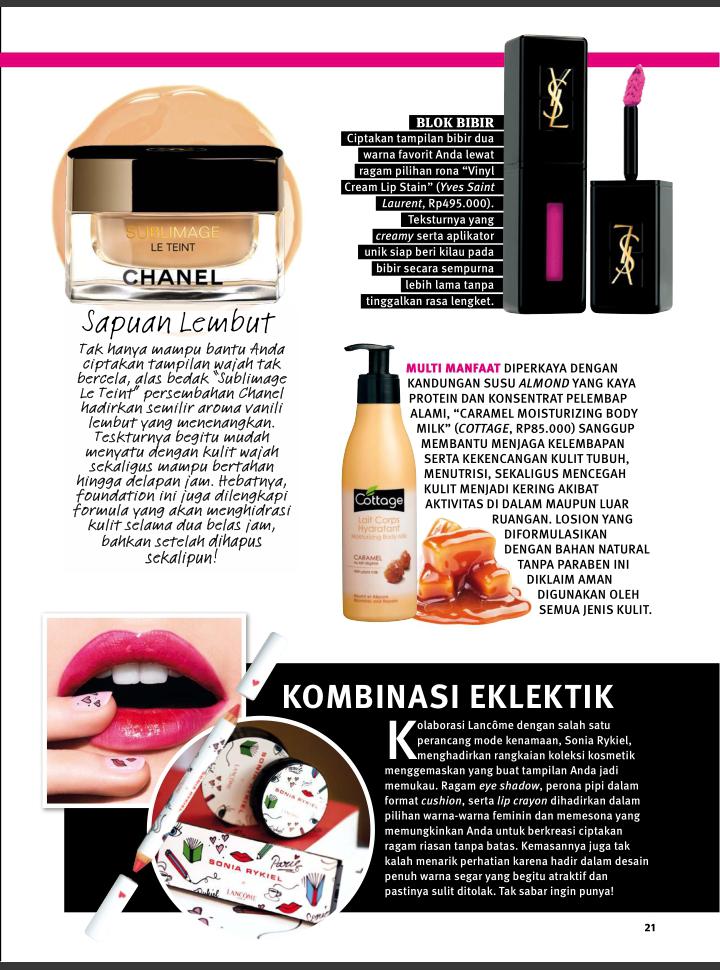 SUBLIMAGE
LE TEINT
CHANEL
Sapuan Lembut
Tak hanya mampu bantu Anda
ciptakan tampilan wajah tak
bercela, alas bedak "Sublimage
Le Teint" persembahan Chanel
hadirkan semilir aroma vanili
lembut yang menenangkan.
Teskturnya begitu mudah
menyatu dengan kulit wajah
sekaligus mampu bertahan
hingga delapan jam. Hebatnya,
foundation ini juga dilengkapi
formula yang akan menghidrasi
kulit selama dua belas jam,
bahkan setelah dihapus
sekalipun!
BLOK BIBIR
Ciptakan tampilan bibir dua
warna favorit Anda lewat
ragam pilihan rona “Vinyl
Cream Lip Stain” (Yves Saint
Laurent, Rp495.000).
Teksturnya yang
creamy serta aplikator
unik siap beri kilau pada
bibir secara sempurna
lebih lama tanpa
tinggalkan rasa lengket.
YSL
YSL
MULTI MANFAAT DIPERKAYA DENGAN
KANDUNGAN SUSU ALMOND YANG KAYA
PROTEIN DAN KONSENTRAT PELEMBAP
ALAMI, “CARAMEL MOISTURIZING BODY
MILK” (COTTAGE, RP85.000) SANGGUP
MEMBANTU MENJAGA KELEMBAPAN
SERTA KEKENCANGAN KULIT TUBUH,
MENUTRISI, SEKALIGUS MENCEGAH
KULIT MENJADI KERING AKIBAT
AKTIVITAS DI DALAM MAUPUN LUAR
RUANGAN. LOSION YANG
DIFORMULASIKAN
DENGAN BAHAN NATURAL
TANPA PARABEN INI
DIKLAIM AMAN
DIGUNAKAN OLEH
SEMUA JENIS KULIT.
Cottage
Lait Corps
Hydratant
Moisturizing Body Milk
CARAMEL
KOMBINASI EKLEKTIK
Kolaborasi Lancôme dengan salah satu
perancang mode kenamaan, Sonia Rykiel,
menghadirkan rangkaian koleksi kosmetik
menggemaskan yang buat tampilan Anda jadi
memukau. Ragam eye shadow, perona pipi dalam
format cushion, serta lip crayon dihadirkan dalam
pilihan warna-warna feminin dan memesona yang
memungkinkan Anda untuk berkreasi ciptakan
ragam riasan tanpa batas. Kemasannya juga tak
kalah menarik perhatian karena hadir dalam desain
penuh warna segar yang begitu atraktif dan
pastinya sulit ditolak. Tak sabar ingin punya!
SONIA RYKIEL
SONIA RYKIEL
Paris
LANCÔME
21